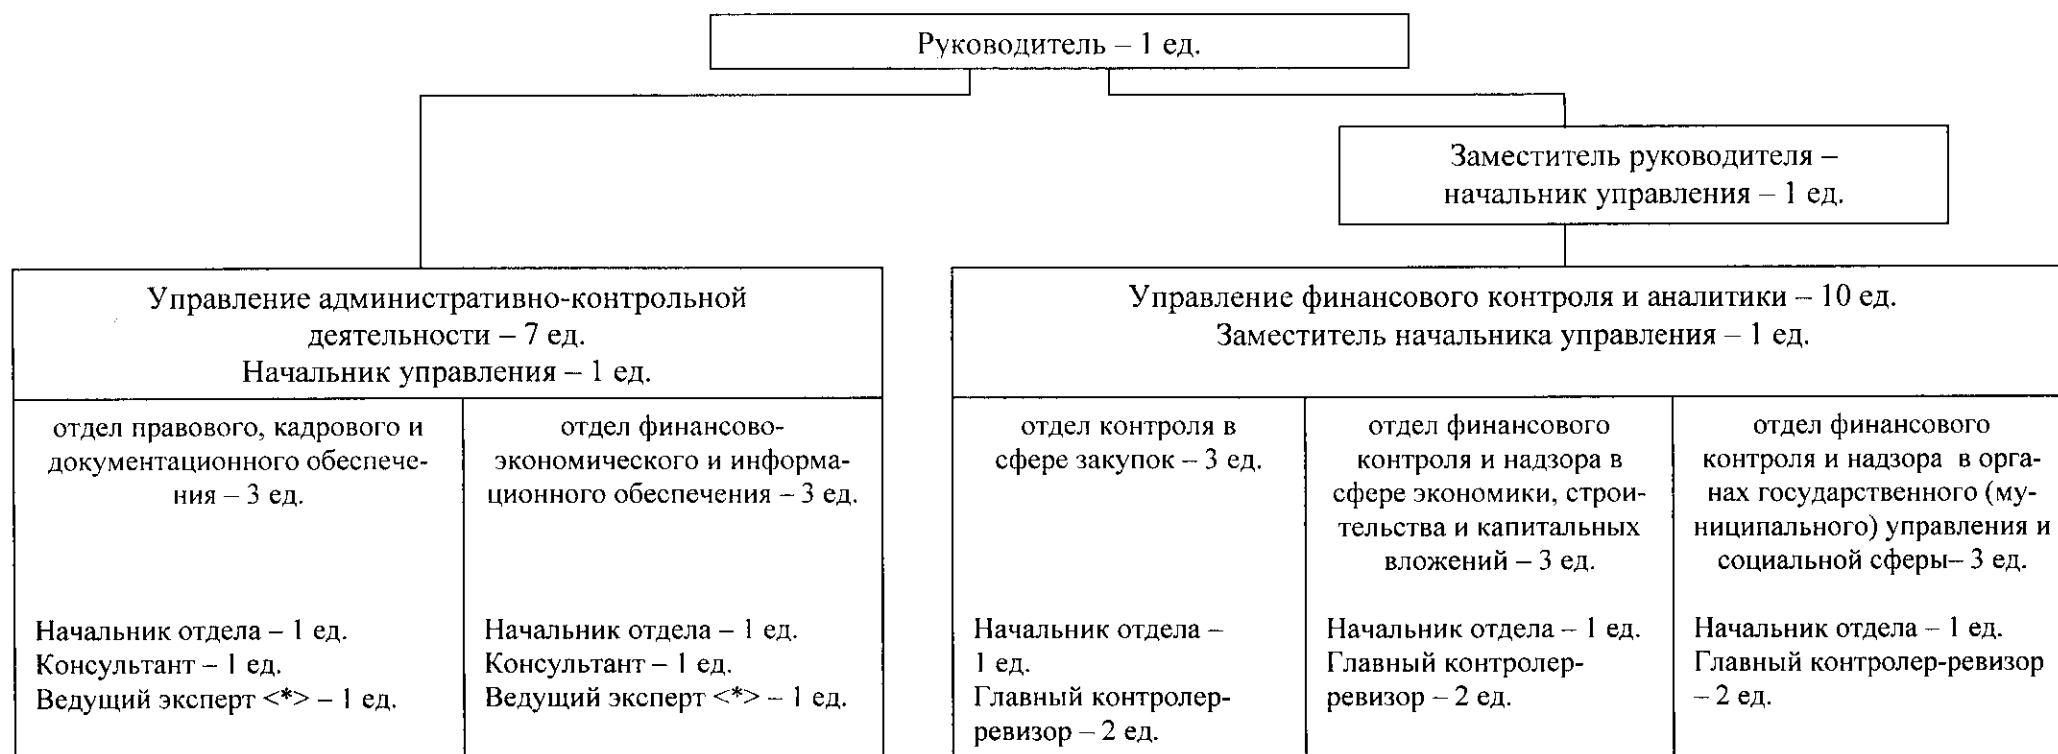 Руководитель – 1 ед.
Заместитель руководителя –
начальник управления – 1 ед.
Управление административно-контрольной
деятельности – 7 ед.
Начальник управления – 1 ед.
Управление финансового контроля и аналитики – 10 ед.
Заместитель начальника управления – 1 ед.
отдел правового, кадрового и
документационного обеспече-
ния – 3 ед.
Начальник отдела – 1 ед.
Консультант – 1 ед.
Ведущий эксперт <*> – 1 ед.
отдел финансово-
экономического и информа-
ционного обеспечения – 3 ед.
Начальник отдела – 1 ед.
Консультант – 1 ед.
Ведущий эксперт <*> – 1 ед.
отдел контроля в
сфере закупок – 3 ед.
Начальник отдела –
1 ед.
Главный контролер-
ревизор – 2 ед.
отдел финансового
контроля и надзора в
сфере экономики, строи-
тельства и капитальных
вложений – 3 ед.
Начальник отдела – 1 ед.
Главный контролер-
ревизор – 2 ед.
отдел финансового
контроля и надзора в орга-
нах государственного (му-
ниципального) управления и
социальной сферы– 3 ед.
Начальник отдела – 1 ед.
Главный контролер-ревизор
– 2 ед.